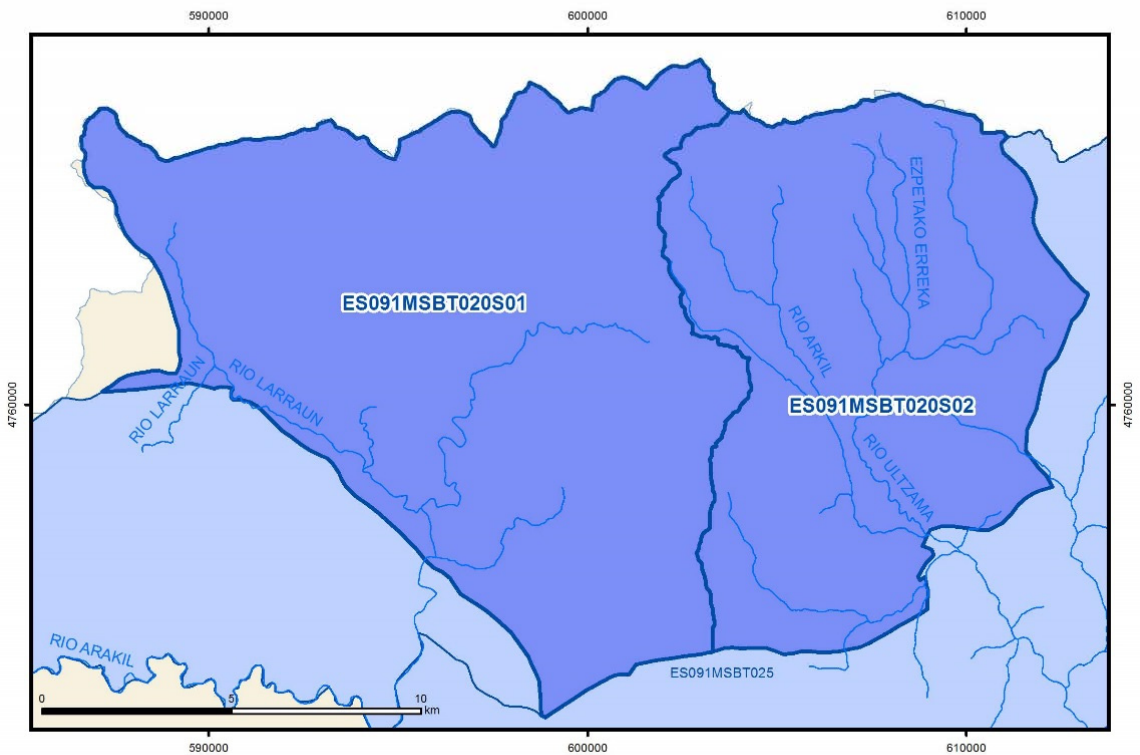 590000
600000
610000
EZPETAKO ERREKA
ES091MSBT020S01
RIO ARKIL
RIO LARRAUN
RIO LARRAUN
4760000
4760000
ES091MSBT020S02
RIO ULTZAMA
RIO ARAKIL
ES091MSBT025
0
5
10
km
590000
600000
610000